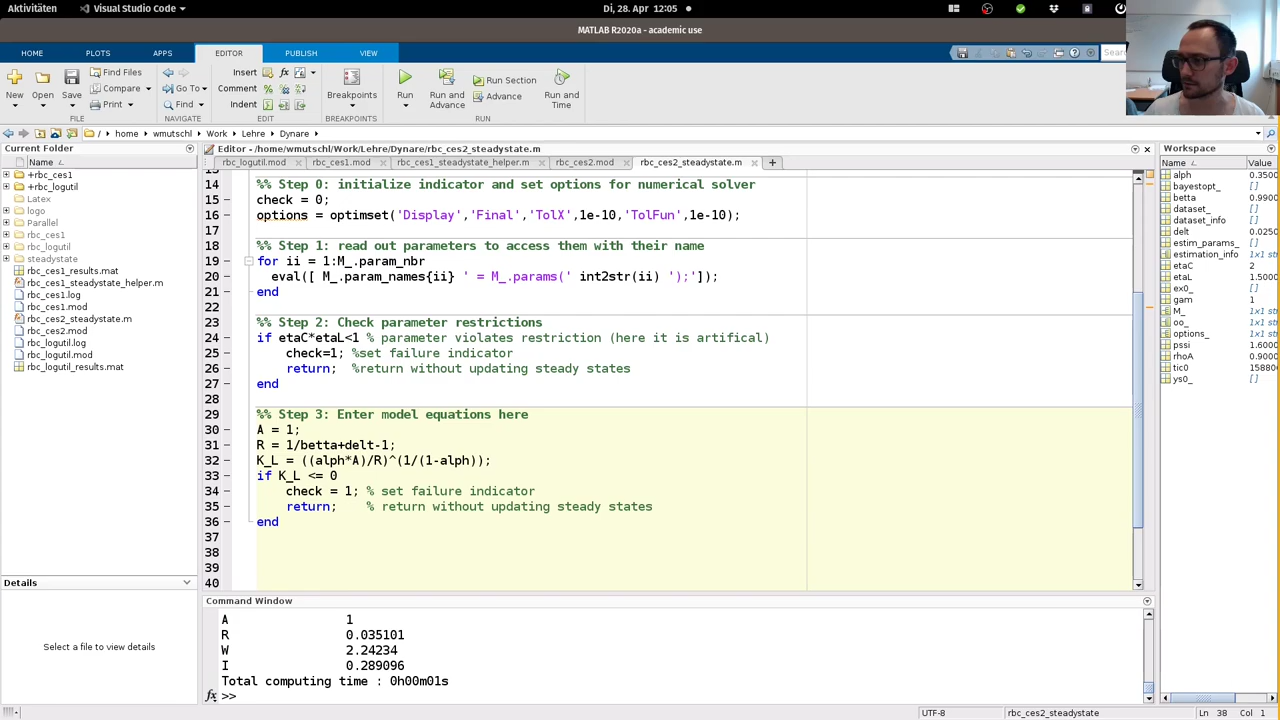 Aktivitäten
Visual Studio Code
Di, 28. Apr 12:05
MATLAB R2020a - academic use
HOME PLOTS APPS EDITOR PUBLISH VIEW
New Open Save Find Files Compare Print
Go To Find
Insert Comment Indent
Breakpoints
Run Run and Advance Run Section Advance Run and Time
FILE NAVIGATE EDIT BREAKPOINTS RUN
/ home wmutschl Work Lehre Dynare
Current Folder
Name
+rbc_ces1
+rbc_logutil
Latex
logo
Parallel
rbc_ces1
rbc_logutil
steadystate
rbc_ces1_results.mat
rbc_ces1_steadystate_helper.m
rbc_ces1.log
rbc_ces1.mod
rbc_ces2_steadystate.m
rbc_ces2.mod
rbc_logutil.log
rbc_logutil.mod
rbc_logutil_results.mat
Details
Select a file to view details
Editor - /home/wmutschl/Work/Lehre/Dynare/rbc_ces2_steadystate.m
rbc_logutil.mod rbc_ces1.mod rbc_ces1_steadystate_helper.m rbc_ces2.mod rbc_ces2_steadystate.m
14 %% Step 0: initialize indicator and set options for numerical solver
15 check = 0;
16 options = optimset('Display','Final','TolX',1e-10,'TolFun',1e-10);
17
18 %% Step 1: read out parameters to access them with their name
19 for ii = 1:M_.param_nbr
20 eval([ M_.param_names{ii} ' = M_.params(' int2str(ii) ');']);
21 end
22
23 %% Step 2: Check parameter restrictions
24 if etaC*etaL<1 % parameter violates restriction (here it is artifical)
25 check=1; %set failure indicator
26 return; %return without updating steady states
27 end
28
29 %% Step 3: Enter model equations here
30 A = 1;
31 R = 1/betta+delt-1;
32 K_L = ((alph*A)/R)^(1/(1-alph));
33 if K_L <= 0
34 check = 1; % set failure indicator
35 return; % return without updating steady states
36 end
37
38
39
40
Command Window
A 1
R 0.035101
W 2.24234
I 0.289096
Total computing time : 0h00m01s
fx >>
Workspace
Name Value
alph 0.3500
bayestopt_ []
betta 0.9900
dataset_ []
dataset_info []
delt 0.0250
estim_params_ []
estimation_info 1x1 st
etaC 2
etaL 1.5000
ex0_ []
gam 1
M_ 1x1 st
oo_ 1x1 st
options_ 1x1 st
pssi 1.6000
rhoA 0.9000
tic0 15880
ys0_ []
UTF-8 rbc_ces2_steadystate Ln 38 Col 1